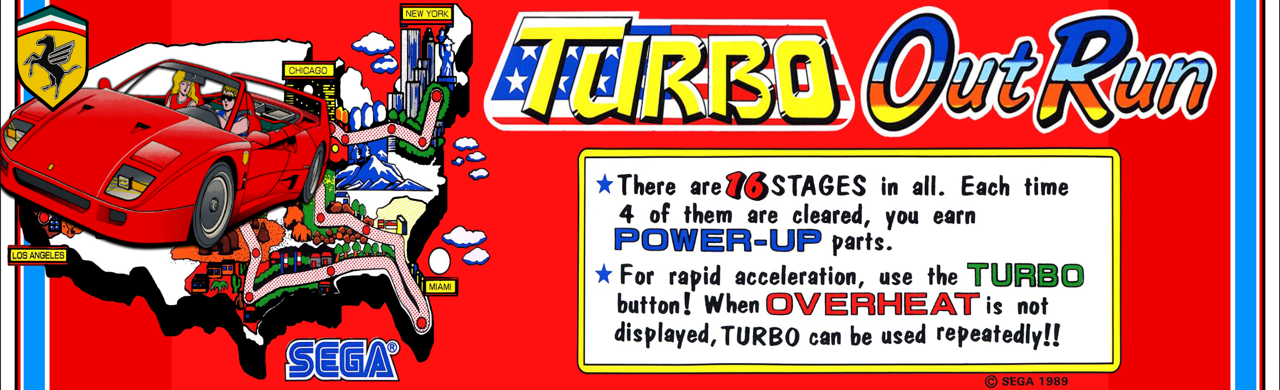 NEW YORK
CHICAGO
LOS ANGELES
MIAMI
SEGA®
TURBO OutRun
★There are 16 STAGES in all. Each time
4 of them are cleared, you earn
POWER-UP parts.
★For rapid acceleration, use the TURBO
button! When OVERHEAT is not
displayed, TURBO can be used repeatedly!!
© SEGA 1989